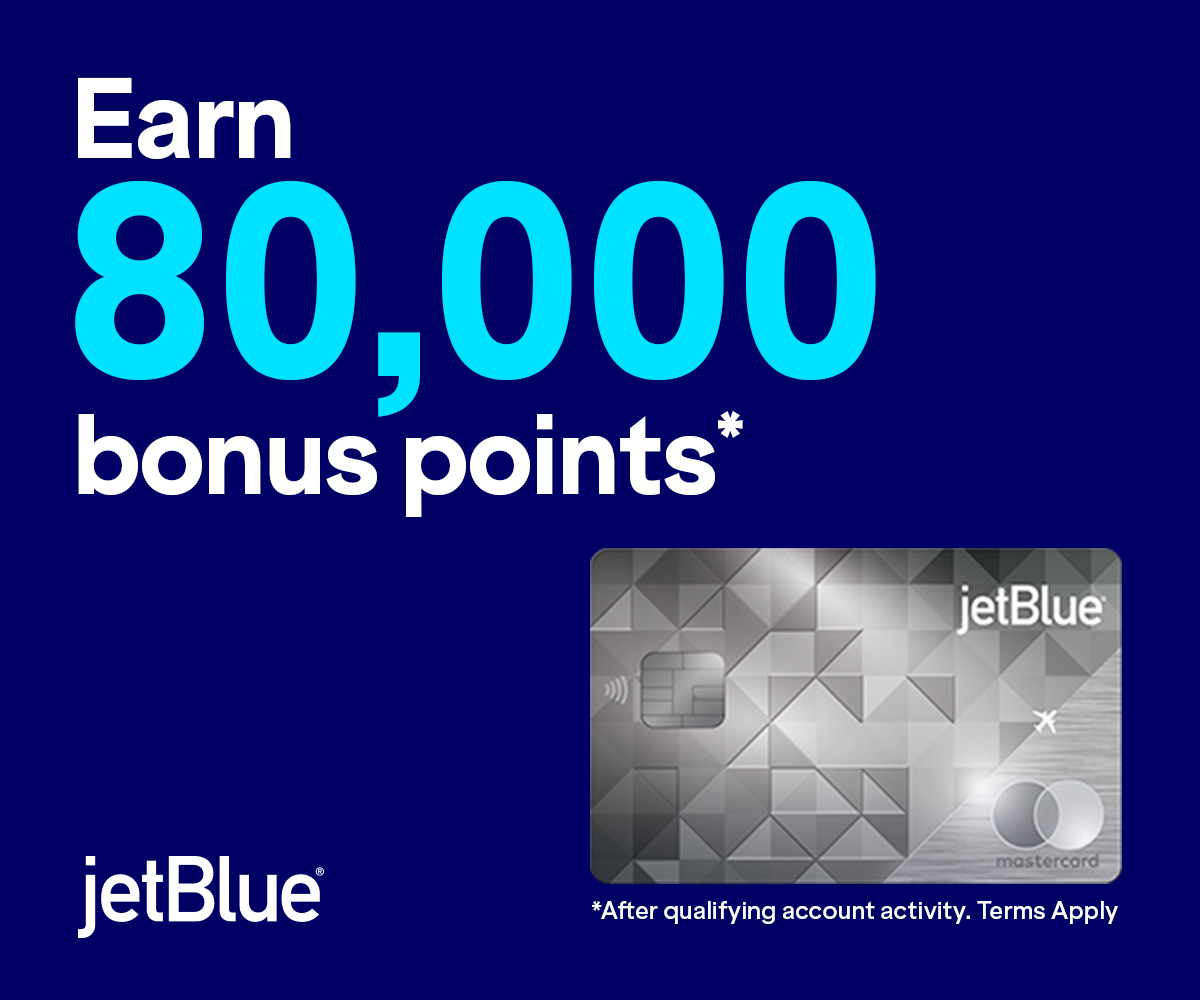 Earn
80,000
bonus points*
jetBlue®
mastercard
jetBlue®
*After qualifying account activity. Terms Apply